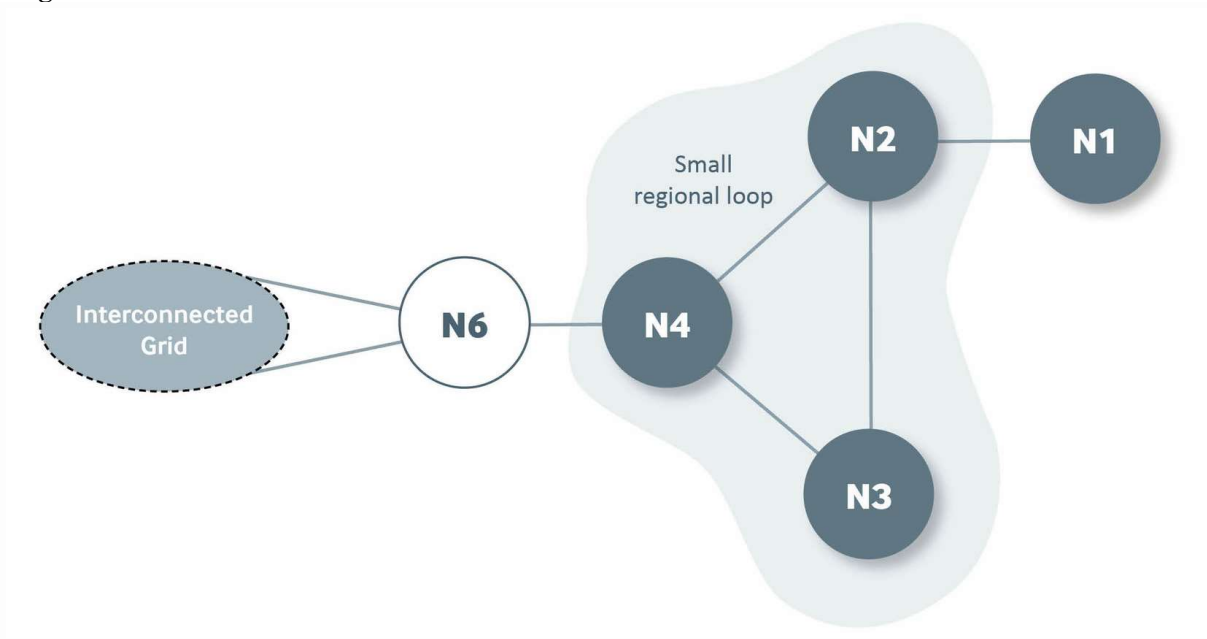 Small
regional loop
N2
N1
Interconnected
Grid
N6
N4
N3